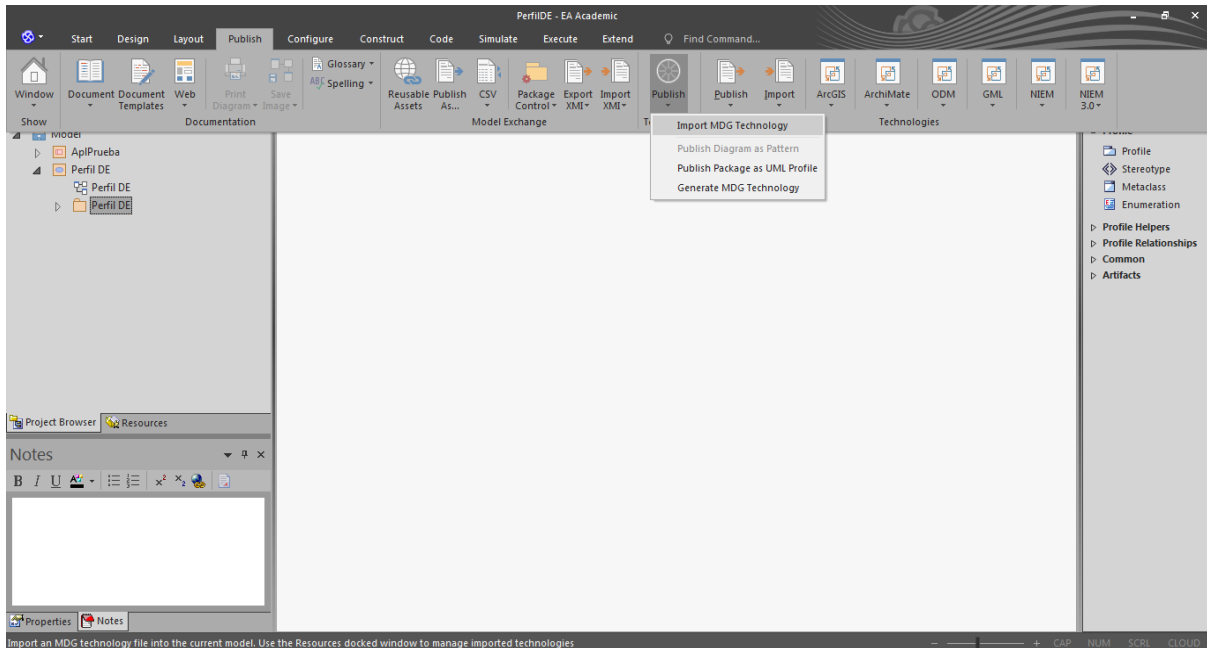 PerfilDE - EA Academic
Start Design Layout Publish Configure Construct Code Simulate Execute Extend Find Command...
Window Document Document Templates Web Print Diagram Save Image Glossary ABC Spelling Reusable Assets Publish As... CSV Package Control Export XMI Import XMI Publish Publish Import ArcGIS ArchiMate ODM GML NIEM NIEM 3.0
Show Documentation Model Exchange Technologies
Import MDG Technology
Publish Diagram as Pattern
Publish Package as UML Profile
Generate MDG Technology
Model
AplPrueba
Perfil DE
Perfil DE
Perfil DE
Profile
Profile
Stereotype
Metaclass
Enumeration
Profile Helpers
Profile Relationships
Common
Artifacts
Project Browser Resources
Notes
B I U A x² x₂
Properties Notes
Import an MDG technology file into the current model. Use the Resources docked window to manage imported technologies
CAP NUM SCRL CLOUD